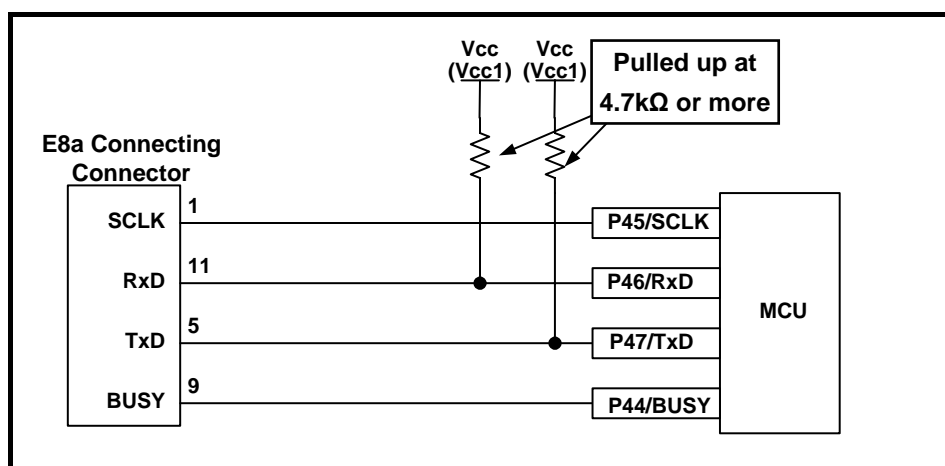 Vcc
(Vcc1)
Vcc
(Vcc1)
Pulled up at
4.7kΩ or more
E8a Connecting
Connector
SCLK
1
P45/SCLK
RxD
11
P46/RxD
MCU
TxD
5
P47/TxD
BUSY
9
P44/BUSY